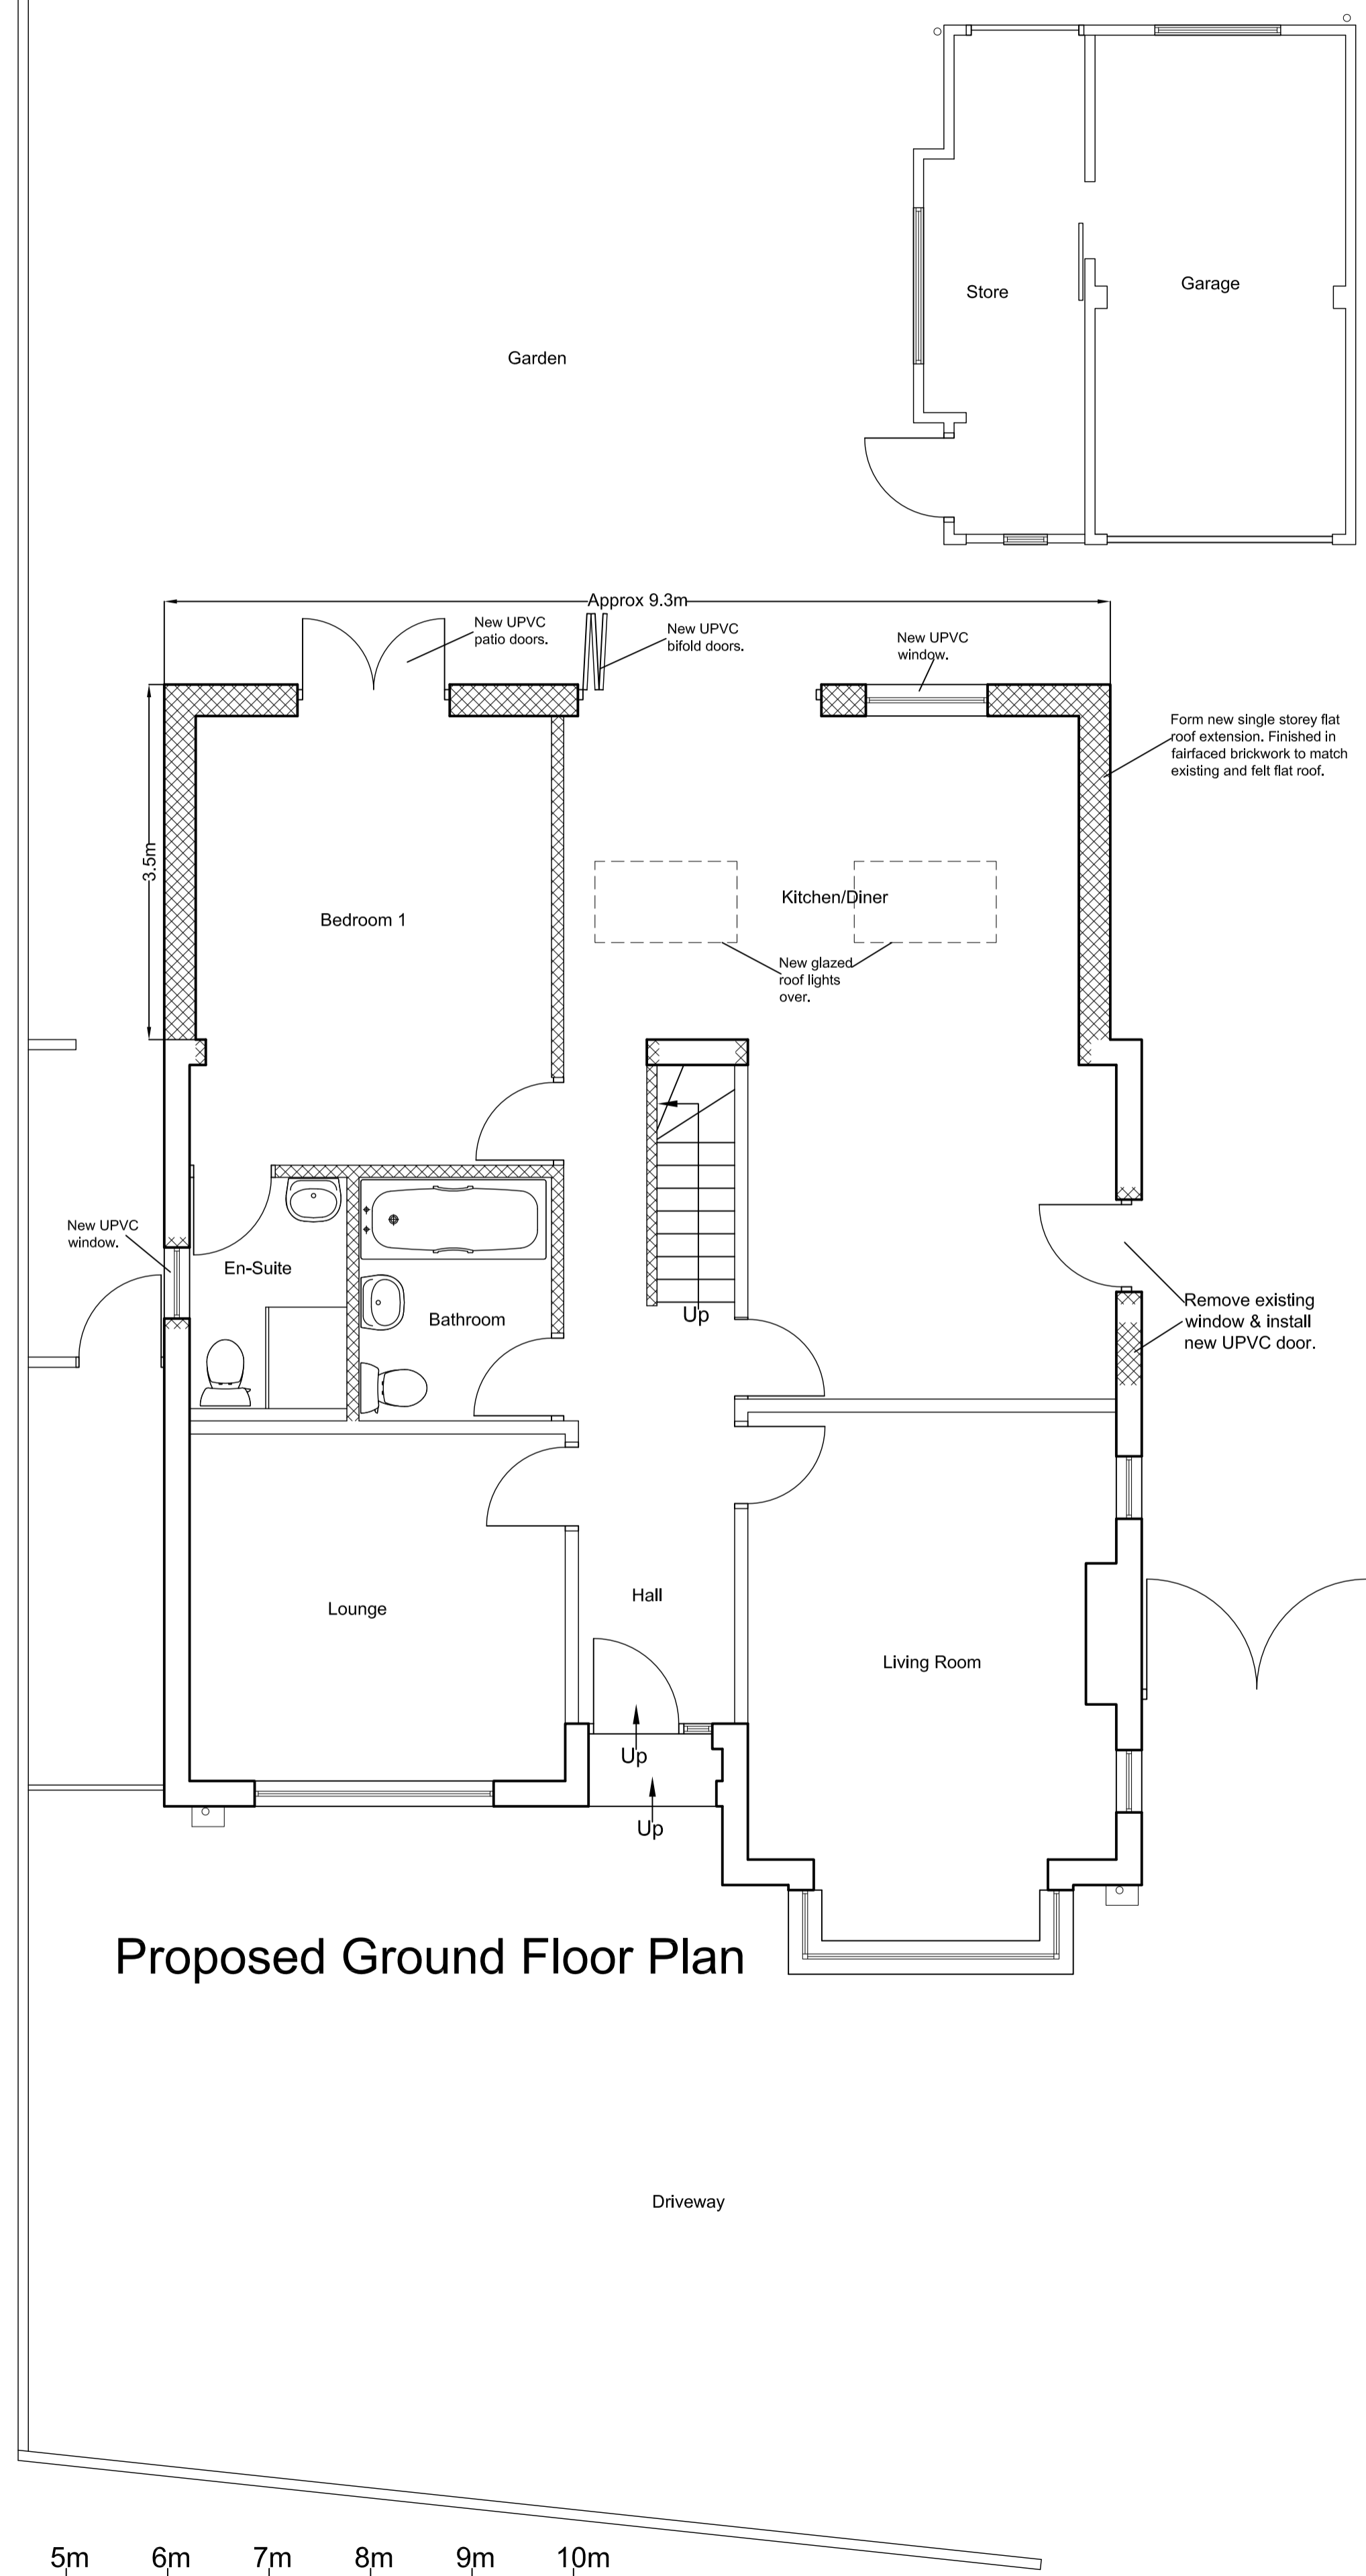 Store
Garage
Garden
Approx 9.3m
New UPVC
patio doors.
New UPVC
bifold doors.
New UPVC
window.
Form new single storey flat
roof extension. Finished in
fairfaced brickwork to match
existing and felt flat roof.
3.5m
Bedroom 1
Kitchen/Diner
New glazed
roof lights
over.
New UPVC
window.
En-Suite
Bathroom
Up
Remove existing
window & install
new UPVC door.
Lounge
Hall
Living Room
Up
Up
Proposed Ground Floor Plan
Driveway
5m 6m 7m 8m 9m 10m